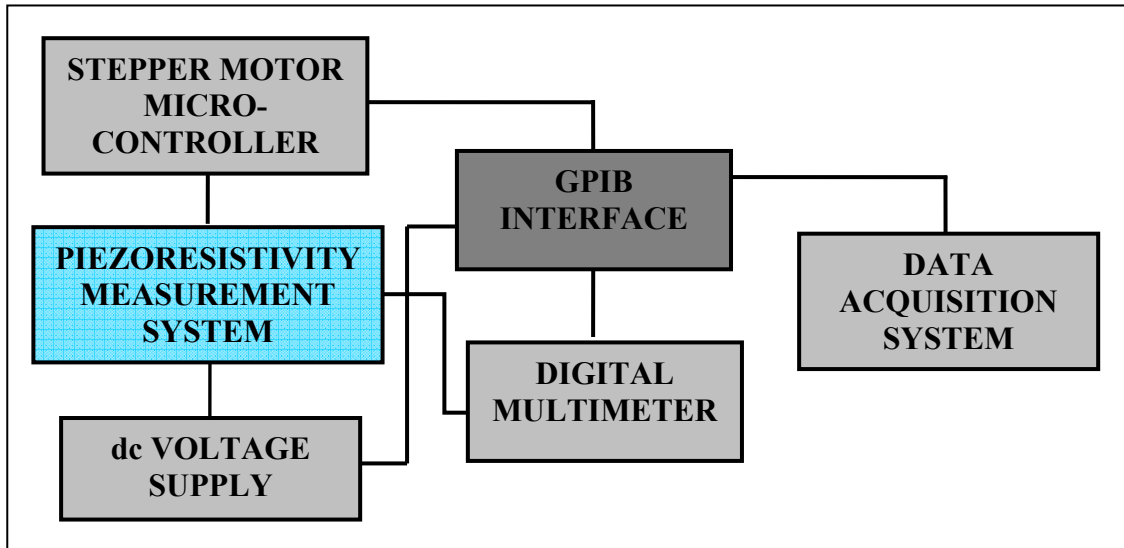 STEPPER MOTOR
MICRO-
CONTROLLER
GPIB
INTERFACE
PIEZORESISTIVITY
MEASUREMENT
SYSTEM
DATA
ACQUISITION
SYSTEM
DIGITAL
MULTIMETER
dc VOLTAGE
SUPPLY